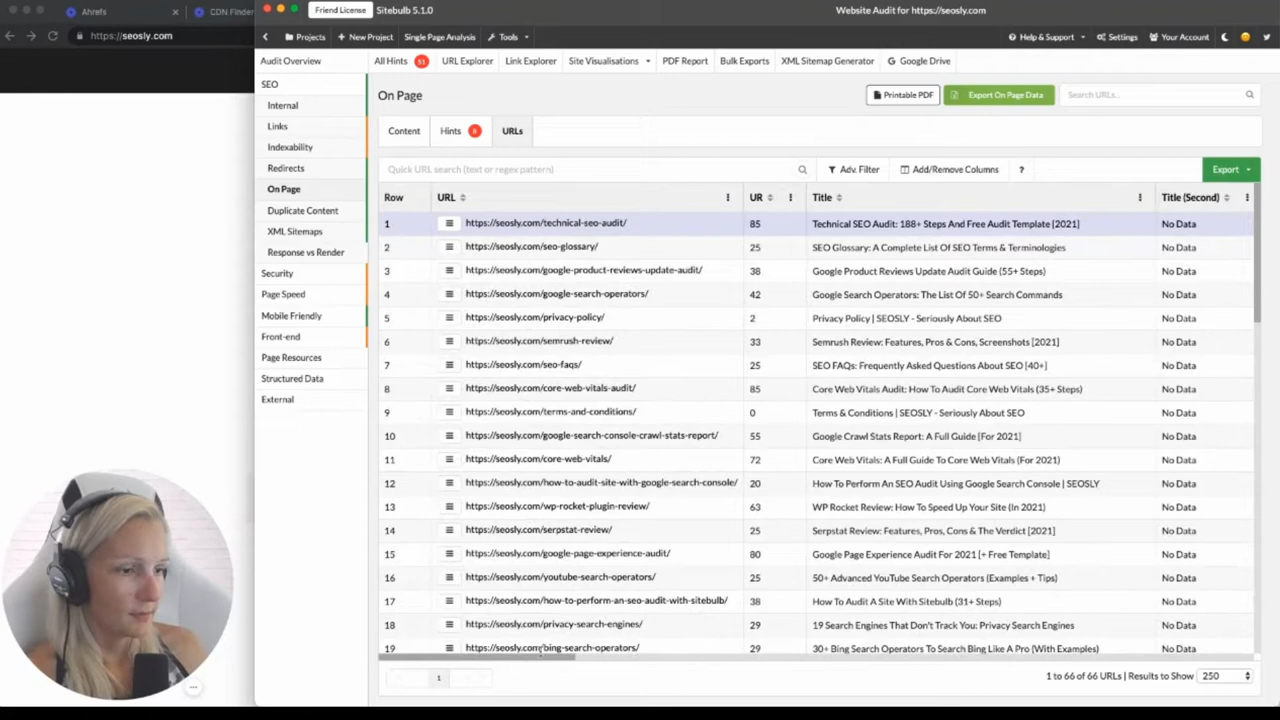 Ahrefs
CDN Finder
Friend License
Sitebulb 5.1.0
Website Audit for https://seosly.com
https://seosly.com
Projects
New Project
Single Page Analysis
Tools
Help & Support
Settings
Your Account
Audit Overview
All Hints
51
URL Explorer
Link Explorer
Site Visualisations
PDF Report
Bulk Exports
XML Sitemap Generator
Google Drive
SEO
Internal
Links
Indexability
Redirects
On Page
Duplicate Content
XML Sitemaps
Response vs Render
Security
Page Speed
Mobile Friendly
Front-end
Page Resources
Structured Data
External
On Page
Printable PDF
Export On Page Data
Search URLs...
Content
Hints
8
URLs
Quick URL search (text or regex pattern)
Adv. Filter
Add/Remove Columns
?
Export
Row URL UR Title Title (Second)
1 https://seosly.com/technical-seo-audit/ 85 Technical SEO Audit: 188+ Steps And Free Audit Template [2021] No Data
2 https://seosly.com/seo-glossary/ 25 SEO Glossary: A Complete List Of SEO Terms & Terminologies No Data
3 https://seosly.com/google-product-reviews-update-audit/ 38 Google Product Reviews Update Audit Guide (55+ Steps) No Data
4 https://seosly.com/google-search-operators/ 42 Google Search Operators: The List Of 50+ Search Commands No Data
5 https://seosly.com/privacy-policy/ 2 Privacy Policy | SEOSLY - Seriously About SEO No Data
6 https://seosly.com/semrush-review/ 33 Semrush Review: Features, Pros & Cons, Screenshots [2021] No Data
7 https://seosly.com/seo-faqs/ 25 SEO FAQs: Frequently Asked Questions About SEO [40+] No Data
8 https://seosly.com/core-web-vitals-audit/ 85 Core Web Vitals Audit: How To Audit Core Web Vitals (35+ Steps) No Data
9 https://seosly.com/terms-and-conditions/ 0 Terms & Conditions | SEOSLY - Seriously About SEO No Data
10 https://seosly.com/google-search-console-crawl-stats-report/ 55 Google Crawl Stats Report: A Full Guide [For 2021] No Data
11 https://seosly.com/core-web-vitals/ 72 Core Web Vitals: A Full Guide To Core Web Vitals (For 2021) No Data
12 https://seosly.com/how-to-audit-site-with-google-search-console/ 20 How To Perform An SEO Audit Using Google Search Console | SEOSLY No Data
13 https://seosly.com/wp-rocket-plugin-review/ 63 WP Rocket Review: How To Speed Up Your Site (In 2021) No Data
14 https://seosly.com/serpstat-review/ 25 Serpstat Review: Features, Pros, Cons & The Verdict [2021] No Data
15 https://seosly.com/google-page-experience-audit/ 80 Google Page Experience Audit For 2021 [+ Free Template] No Data
16 https://seosly.com/youtube-search-operators/ 25 50+ Advanced YouTube Search Operators (Examples + Tips) No Data
17 https://seosly.com/how-to-perform-an-seo-audit-with-sitebulb/ 38 How To Audit A Site With Sitebulb (31+ Steps) No Data
18 https://seosly.com/privacy-search-engines/ 29 19 Search Engines That Don't Track You: Privacy Search Engines No Data
19 https://seosly.com/bing-search-operators/ 29 30+ Bing Search Operators To Search Bing Like A Pro (With Examples) No Data
1
1 to 66 of 66 URLs | Results to Show 250